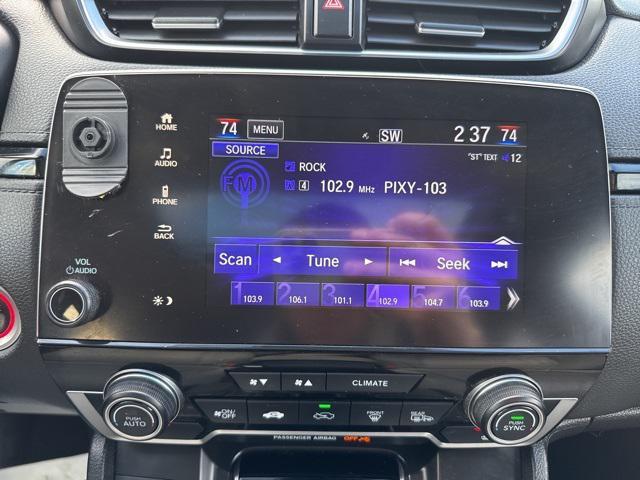 HOME
AUDIO
PHONE
BACK
VOL
AUDIO
74 MENU SW 2 37 74
SOURCE "ST" TEXT 12
ROCK
FM 4 102.9 MHz PIXY-103
Scan Tune Seek
1 103.9 2 106.1 3 101.1 4 102.9 5 104.7 6 103.9
CLIMATE
ON/OFF FRONT REAR
PUSH AUTO
PUSH SYNC
PASSENGER AIRBAG OFF